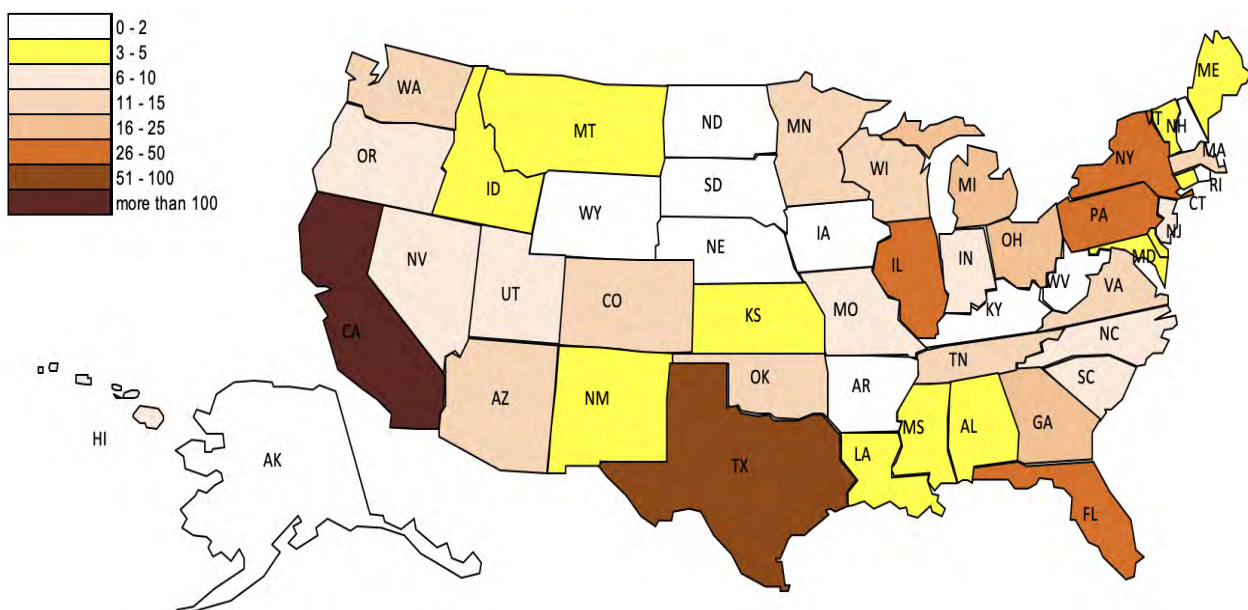 0 - 2
3 - 5
6 - 10
11 - 15
16 - 25
26 - 50
51 - 100
more than 100
WA
MT
ND
MN
ME
VT
NH
OR
ID
SD
WI
MI
NY
MA
RI
CT
WY
IA
PA
NJ
NV
NE
IL
IN
OH
MD
WV
UT
CO
KS
MO
KY
VA
CA
NC
TN
AZ
NM
OK
AR
SC
HI
AK
TX
LA
MS
AL
GA
FL